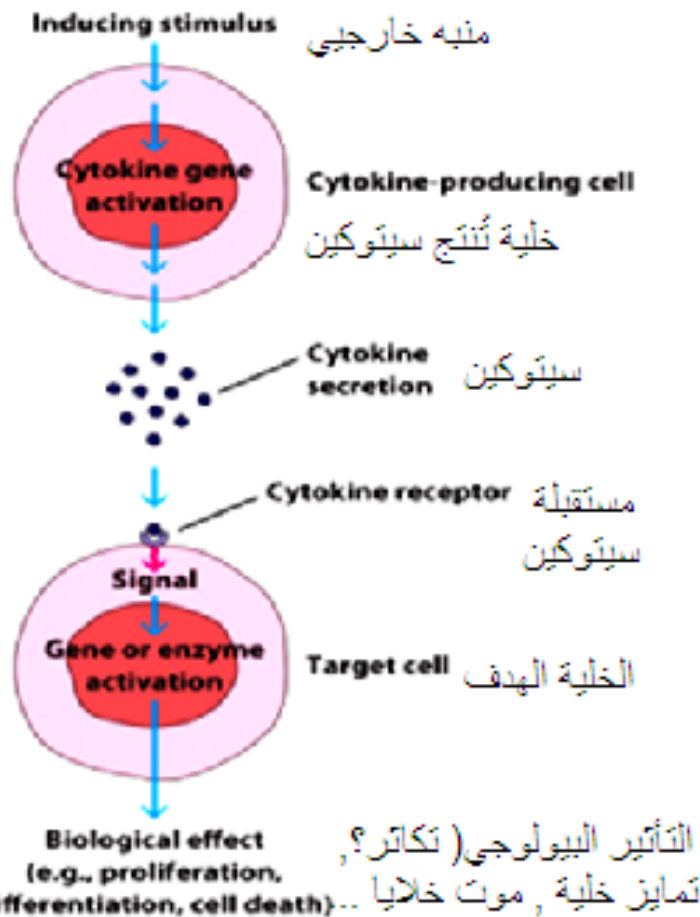 Inducing stimulus
منبه خارجيي
Cytokine gene
activation
Cytokine-producing cell
خلية تُنتج سيتوكين
Cytokine
secretion
سيتوكين
Cytokine receptor
مستقبلة
سيتوكين
Signal
Gene or enzyme
activation
Target cell
الخلية الهدف
Biological effect
(e.g., proliferation,
fferentiation, cell death)
التأثير البيولوجي( تكاثر؟,
تمايز خلية , موت خلايا ...